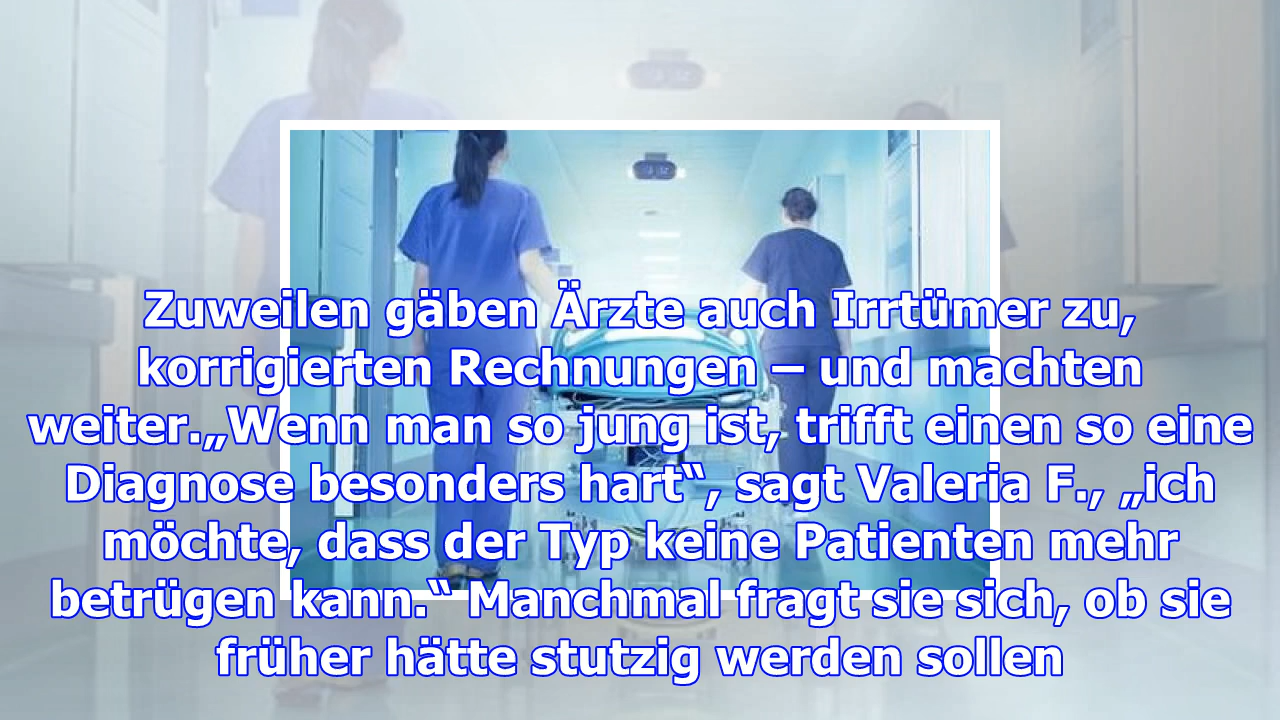 Zuweilen gäben Ärzte auch Irrtümer zu,
korrigierten Rechnungen – und machten
weiter.„Wenn man so jung ist, trifft einen so eine
Diagnose besonders hart“, sagt Valeria F., „ich
möchte, dass der Typ keine Patienten mehr
betrügen kann.“ Manchmal fragt sie sich, ob sie
früher hätte stutzig werden sollen